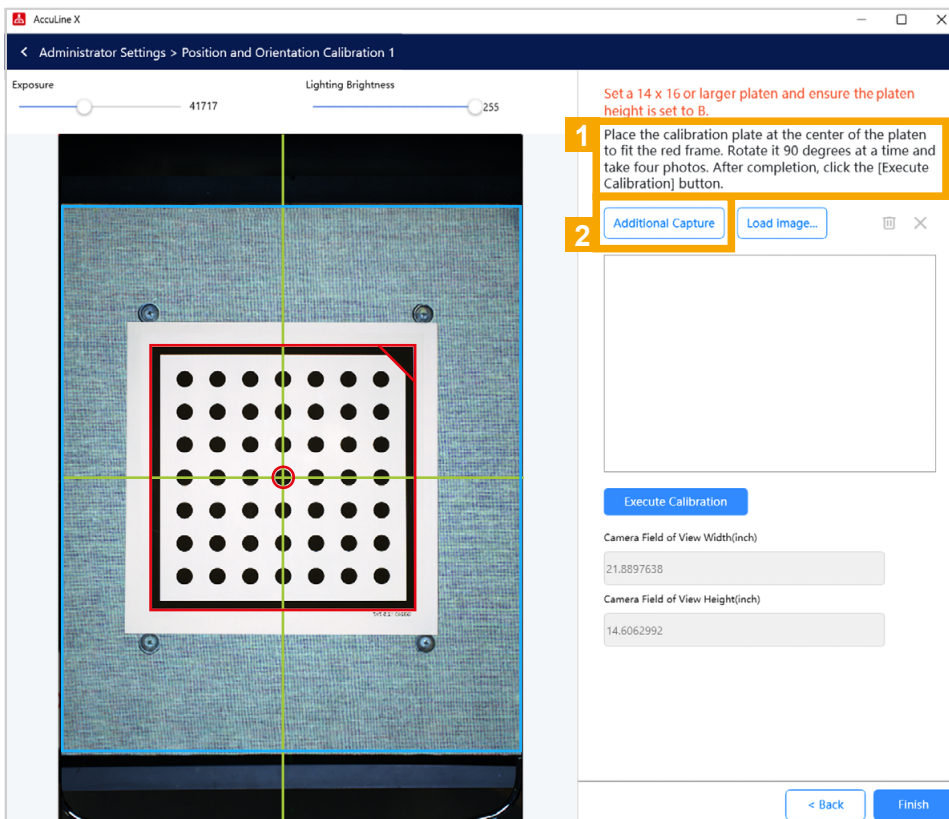 AccuLine X
Administrator Settings > Position and Orientation Calibration 1
Exposure
41717
Lighting Brightness
255
Set a 14 x 16 or larger platen and ensure the platen
height is set to B.
1
Place the calibration plate at the center of the platen
to fit the red frame. Rotate it 90 degrees at a time and
take four photos. After completion, click the [Execute
Calibration] button.
2
Additional Capture
Load image...
Execute Calibration
Camera Field of View Width(inch)
21.8897638
Camera Field of View Height(inch)
14.6062992
< Back
Finish